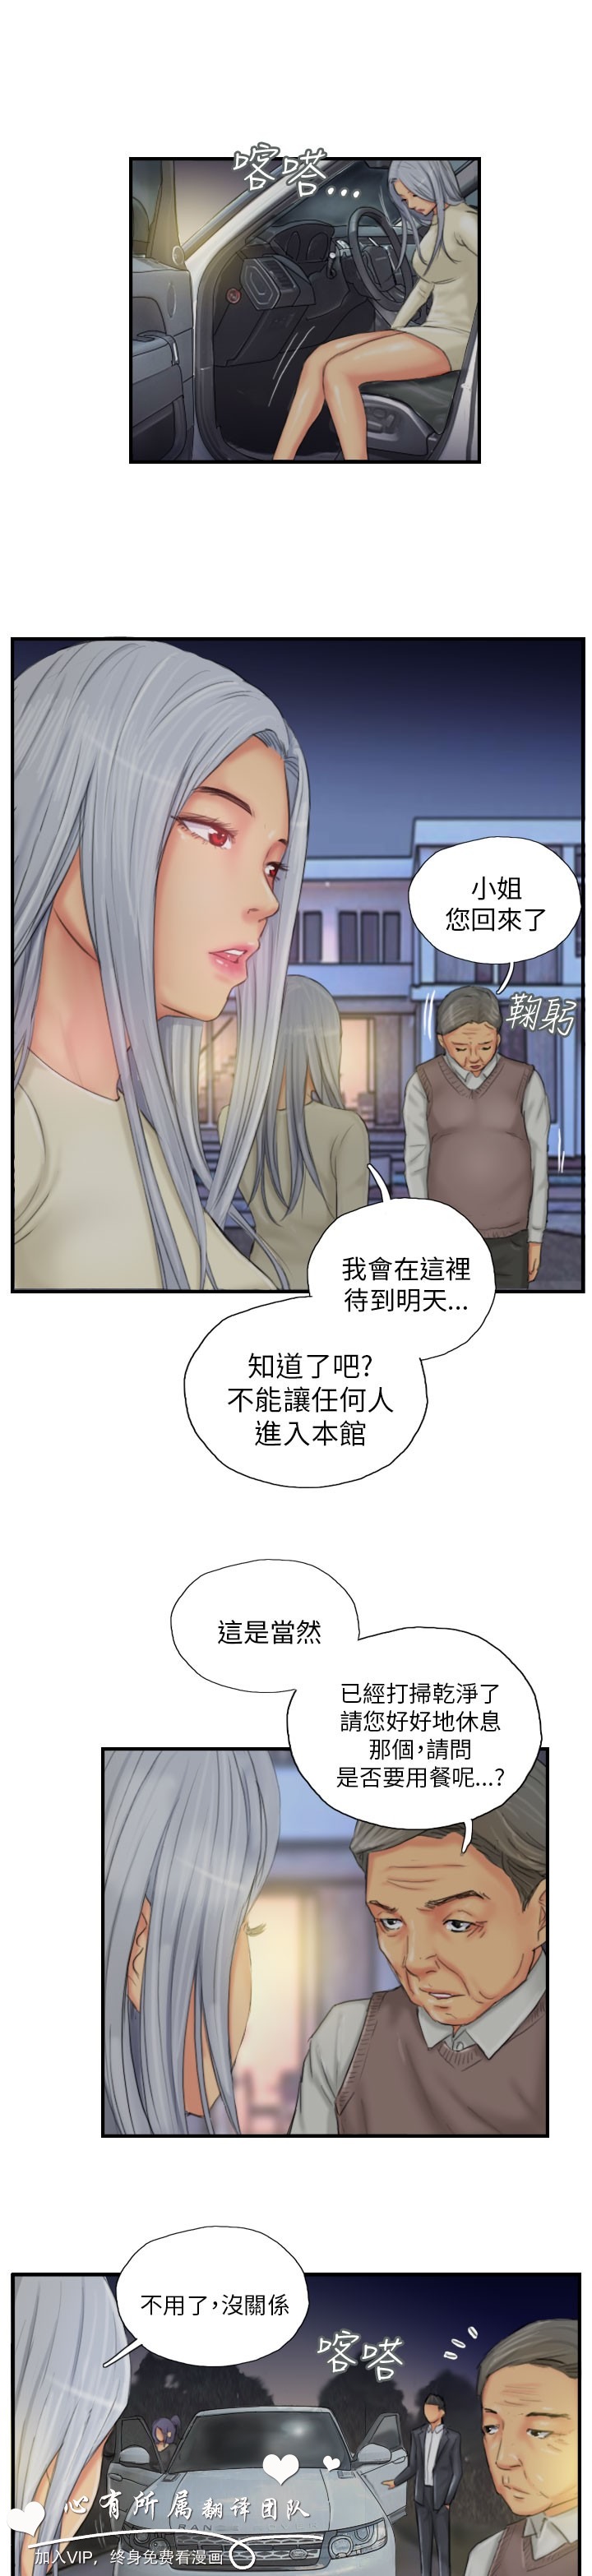 喀嗒...
小姐
您回來了
鞠躬
我會在這裡
待到明天...
知道了吧?
不能讓任何人
進入本館
這是當然
已經打掃乾淨了
請您好好地休息
那個,請問
是否要用餐呢...?
不用了,沒關係
喀嗒
心有所属翻译团队
加入VIP，终身免费看漫画